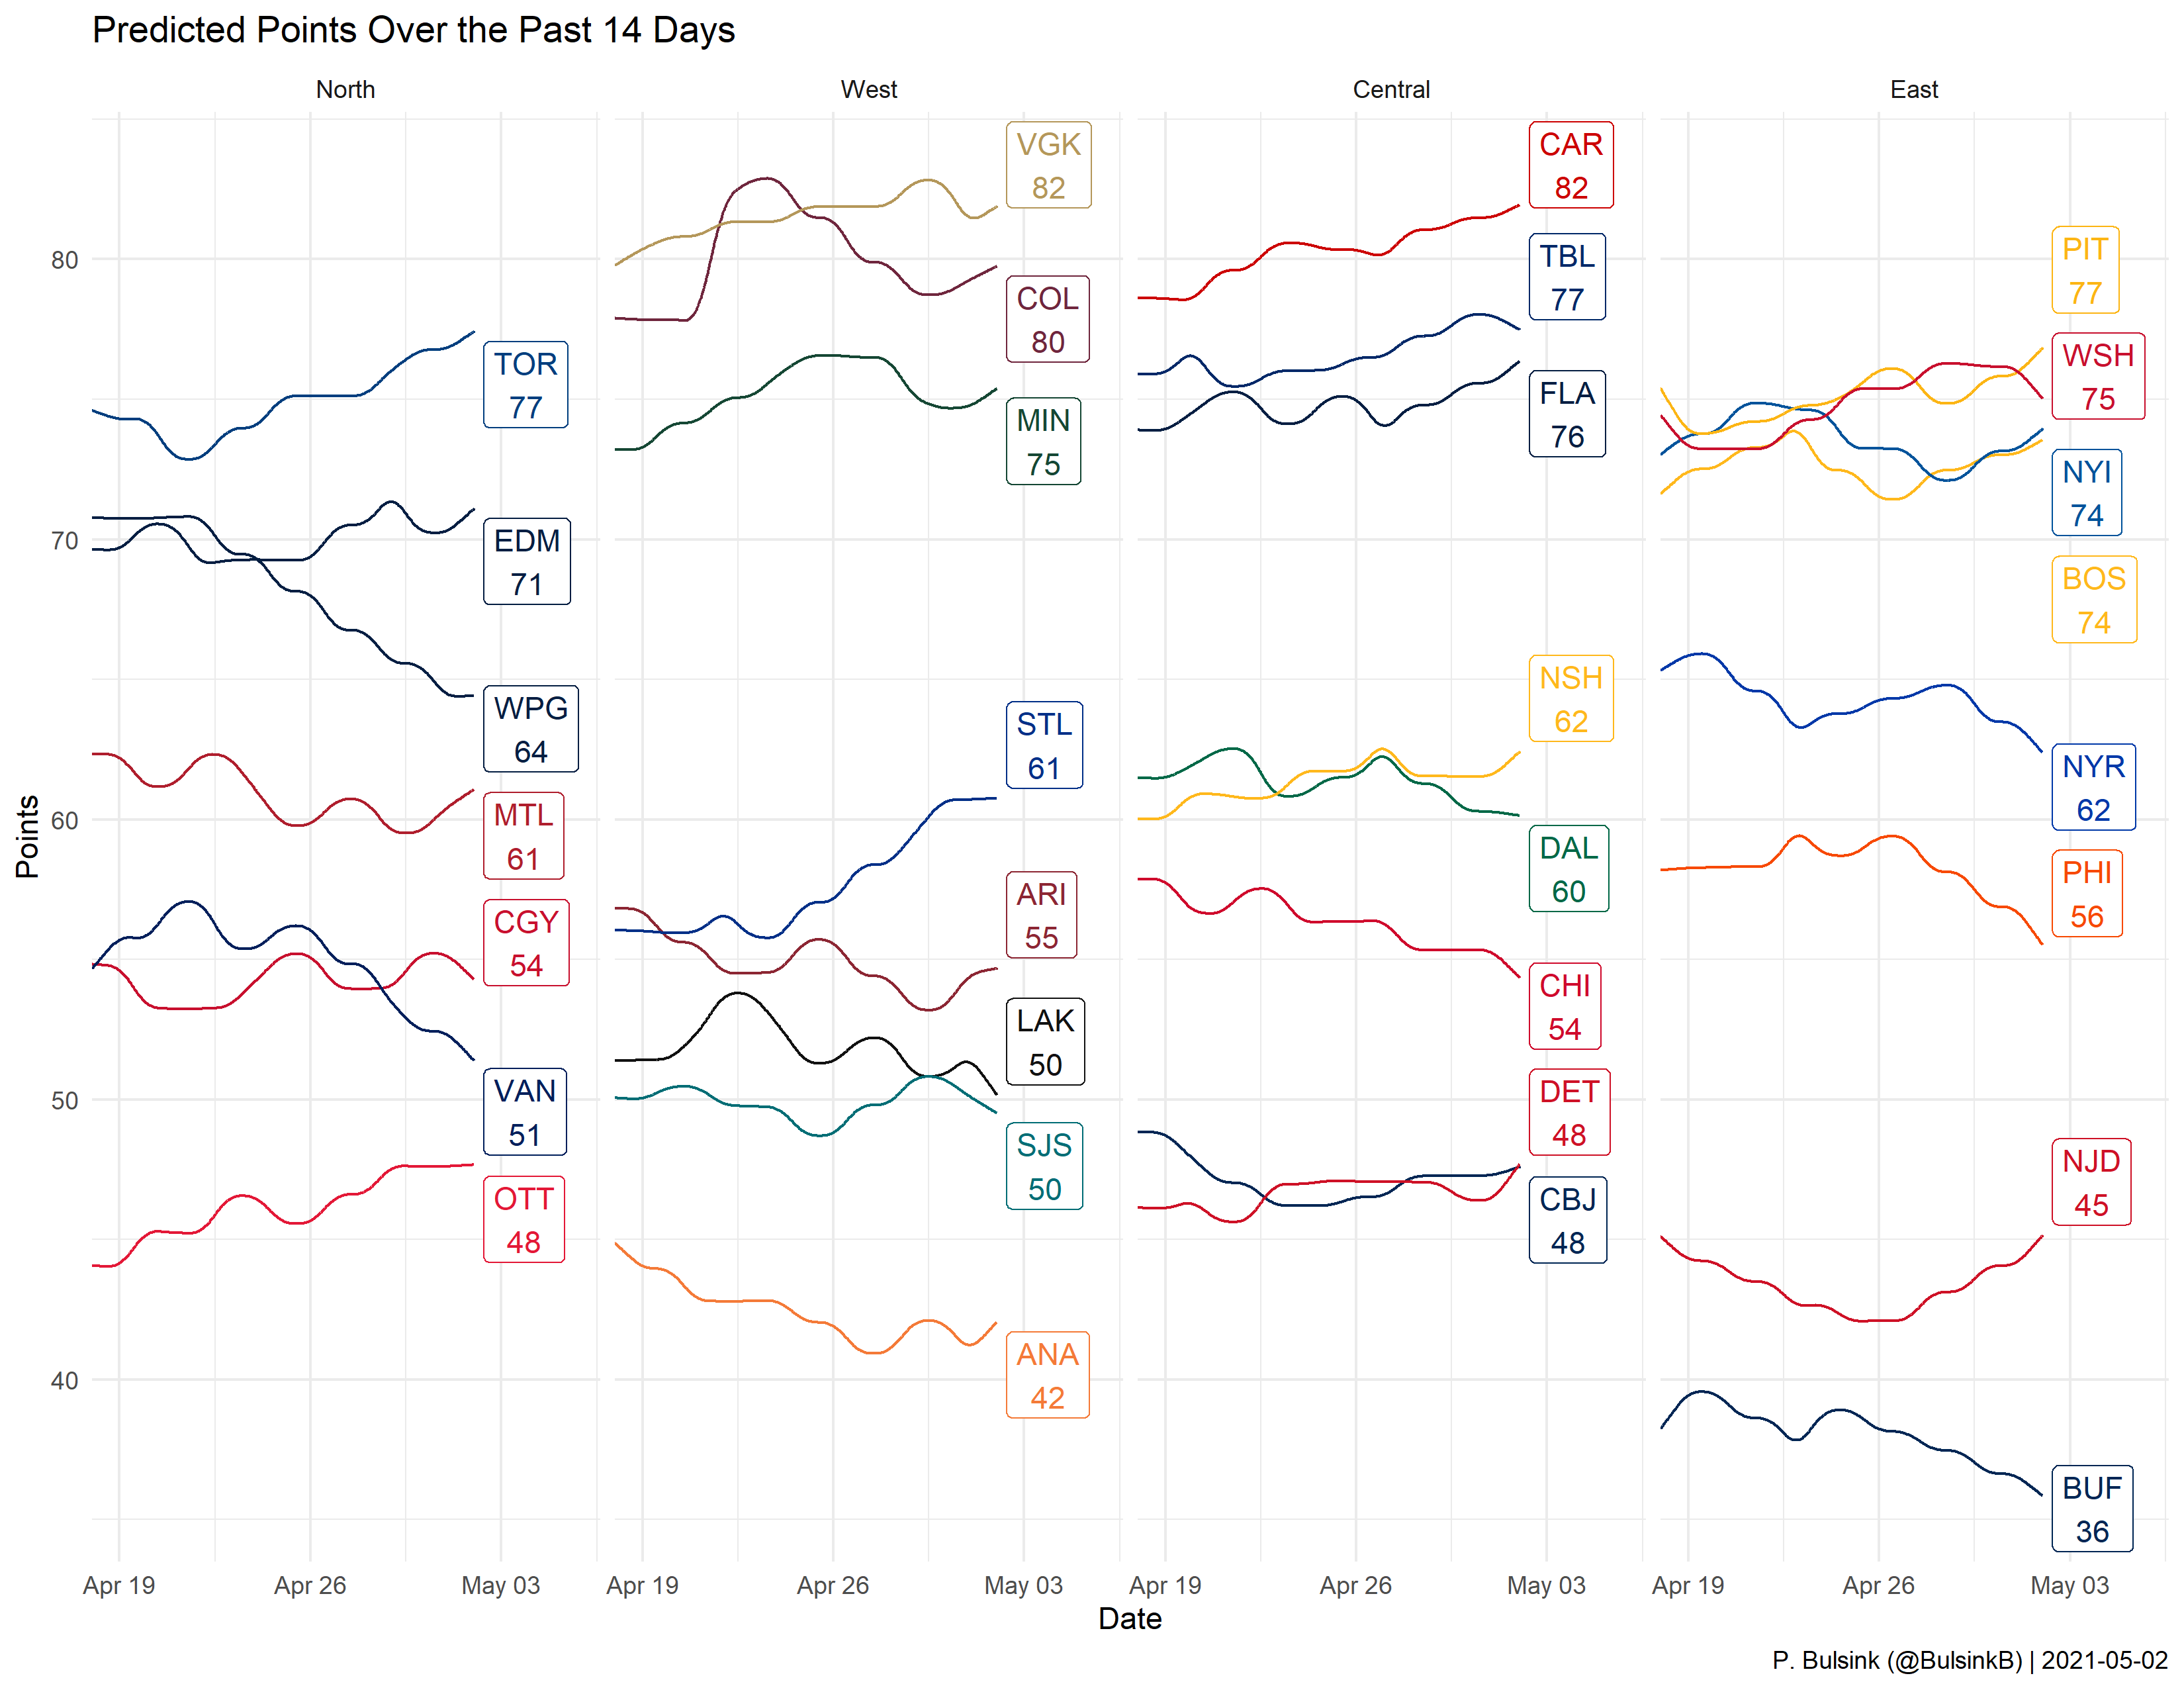 Predicted Points Over the Past 14 Days
North
West
Central
East
Points
80
70
60
50
40
TOR
77
EDM
71
WPG
64
MTL
61
CGY
54
VAN
51
OTT
48
VGK
82
COL
80
MIN
75
STL
61
ARI
55
LAK
50
SJS
50
ANA
42
CAR
82
TBL
77
FLA
76
NSH
62
DAL
60
CHI
54
DET
48
CBJ
48
PIT
77
WSH
75
NYI
74
BOS
74
NYR
62
PHI
56
NJD
45
BUF
36
Apr 19 Apr 26 May 03
Apr 19 Apr 26 May 03
Apr 19 Apr 26 May 03
Apr 19 Apr 26 May 03
Date
P. Bulsink (@BulsinkB) | 2021-05-02